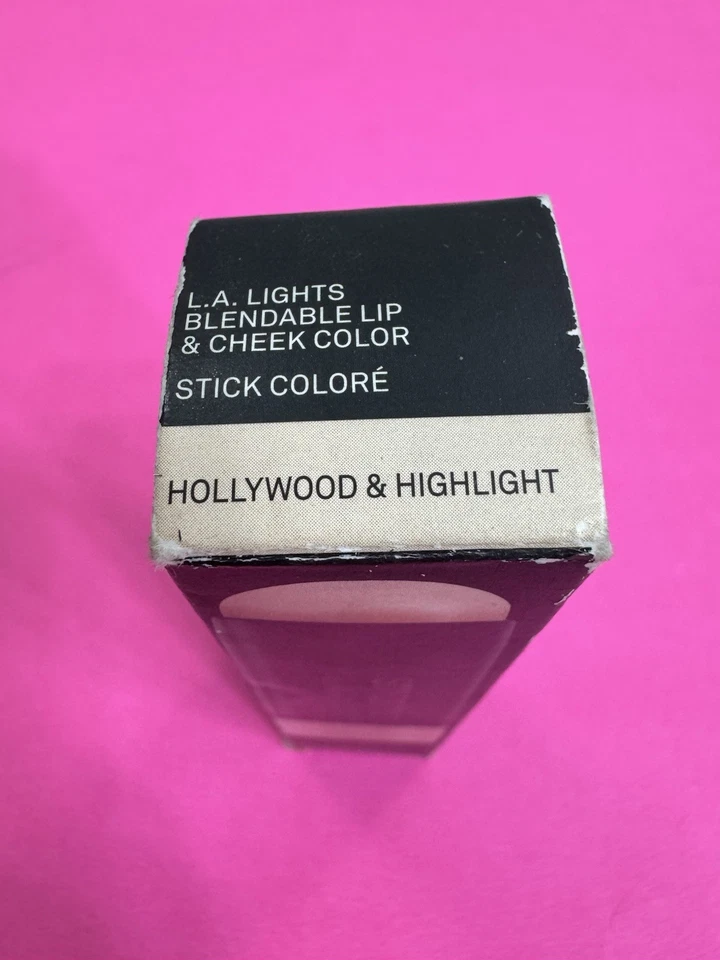 L.A. LIGHTS
BLENDABLE LIP
& CHEEK COLOR
STICK COLORÉ
HOLLYWOOD & HIGHLIGHT